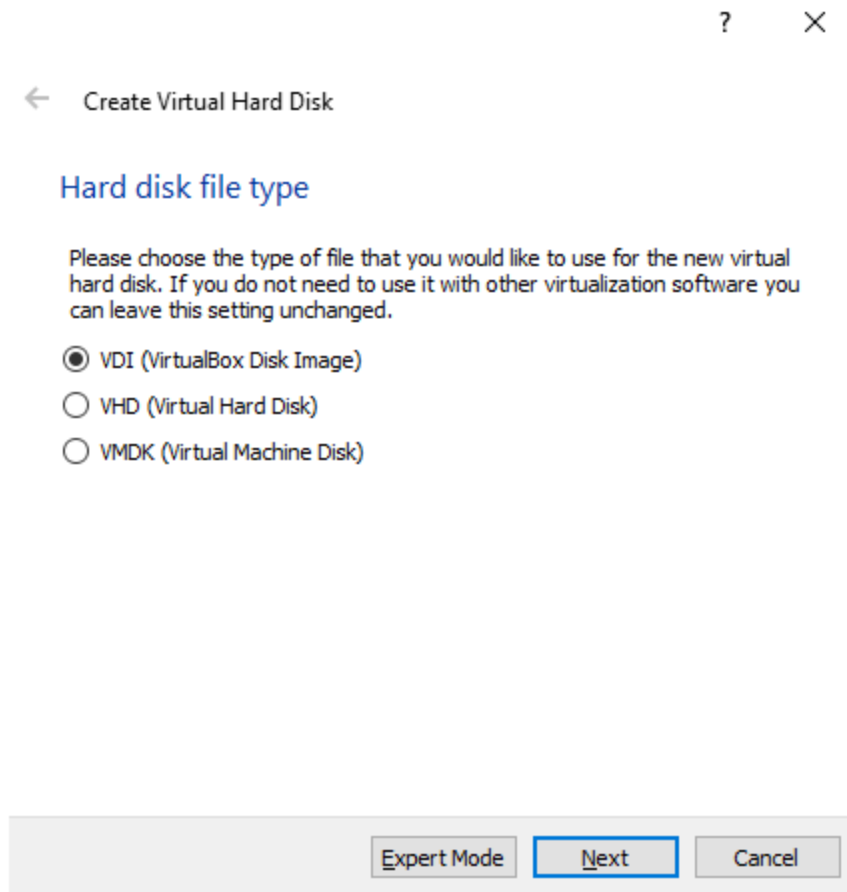 ?
Create Virtual Hard Disk
Hard disk file type
Please choose the type of file that you would like to use for the new virtual
hard disk. If you do not need to use it with other virtualization software you
can leave this setting unchanged.
VDI (VirtualBox Disk Image)
VHD (Virtual Hard Disk)
VMDK (Virtual Machine Disk)
Expert Mode Next Cancel